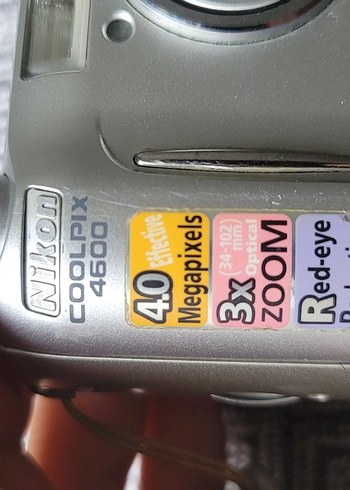 Nikon
COOLPIX
4600
4.0 Effective
Megapixels
3x (34-102)
mm
Optical
ZOOM
Red-eye